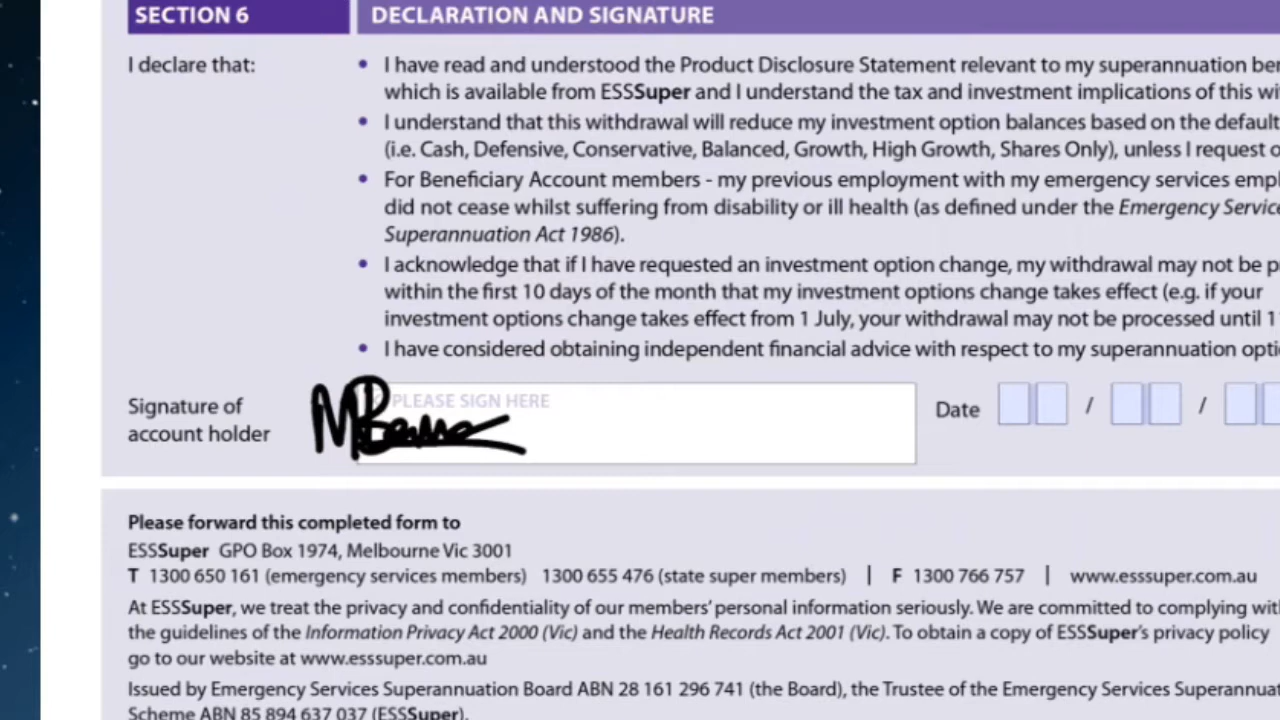 SECTION 6
DECLARATION AND SIGNATURE
I declare that:
• I have read and understood the Product Disclosure Statement relevant to my superannuation
which is available from ESSSuper and I understand the tax and investment implications of this
• I understand that this withdrawal will reduce my investment option balances based on the default
(i.e. Cash, Defensive, Conservative, Balanced, Growth, High Growth, Shares Only), unless I request
• For Beneficiary Account members - my previous employment with my emergency services
did not cease whilst suffering from disability or ill health (as defined under the Emergency
Superannuation Act 1986).
• I acknowledge that if I have requested an investment option change, my withdrawal may not be
within the first 10 days of the month that my investment options change takes effect (e.g. if your
investment options change takes effect from 1 July, your withdrawal may not be processed until
• I have considered obtaining independent financial advice with respect to my superannuation
Signature of
account holder
PLEASE SIGN HERE
Date / /
Please forward this completed form to
ESSSuper GPO Box 1974, Melbourne Vic 3001
T 1300 650 161 (emergency services members) 1300 655 476 (state super members) | F 1300 766 757 | www.esssuper.com.au
At ESSSuper, we treat the privacy and confidentiality of our members' personal information seriously. We are committed to complying
the guidelines of the Information Privacy Act 2000 (Vic) and the Health Records Act 2001 (Vic). To obtain a copy of ESSSuper's privacy policy
go to our website at www.esssuper.com.au
Issued by Emergency Services Superannuation Board ABN 28 161 296 741 (the Board), the Trustee of the Emergency Services
Scheme ABN 85 894 637 037 (ESSSuper).